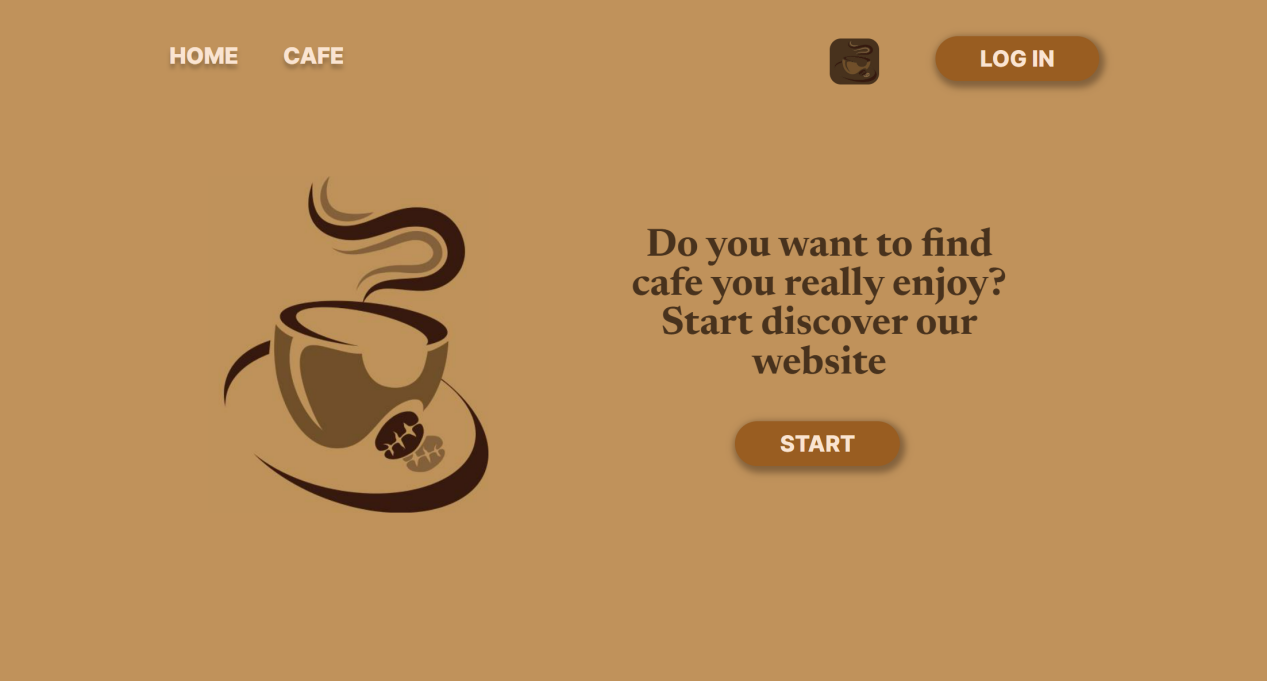 HOME CAFE LOG IN
Do you want to find
cafe you really enjoy?
Start discover our
website
START